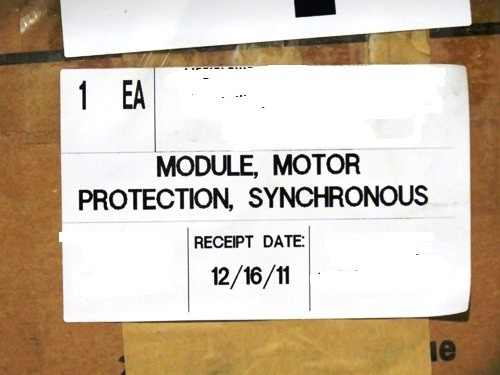 1 EA
MODULE, MOTOR
PROTECTION, SYNCHRONOUS
RECEIPT DATE:
12/16/11